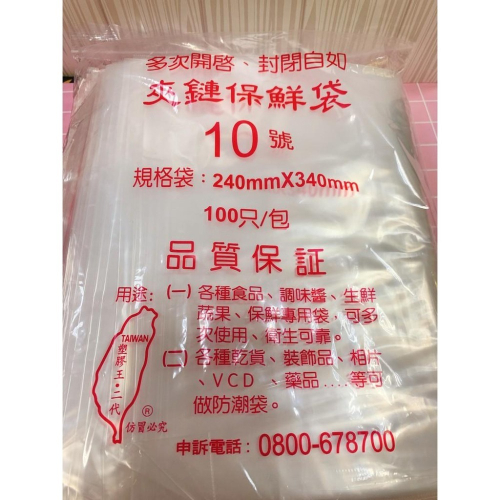 多次開啓、封閉自如
夾鏈保鮮袋
10號
規格袋：240mmX340mm
100只/包
品質保証
用途：(一) 各種食品、調味醬、生鮮
蔬果、保鮮專用袋，可多
次使用、衛生可靠。
(二) 各種乾貨、裝飾品、相片
、VCD、藥品....等可
做防潮袋。
TAIWAN
塑膠王・二代
®
仿冒必究
申訴電話：0800-678700